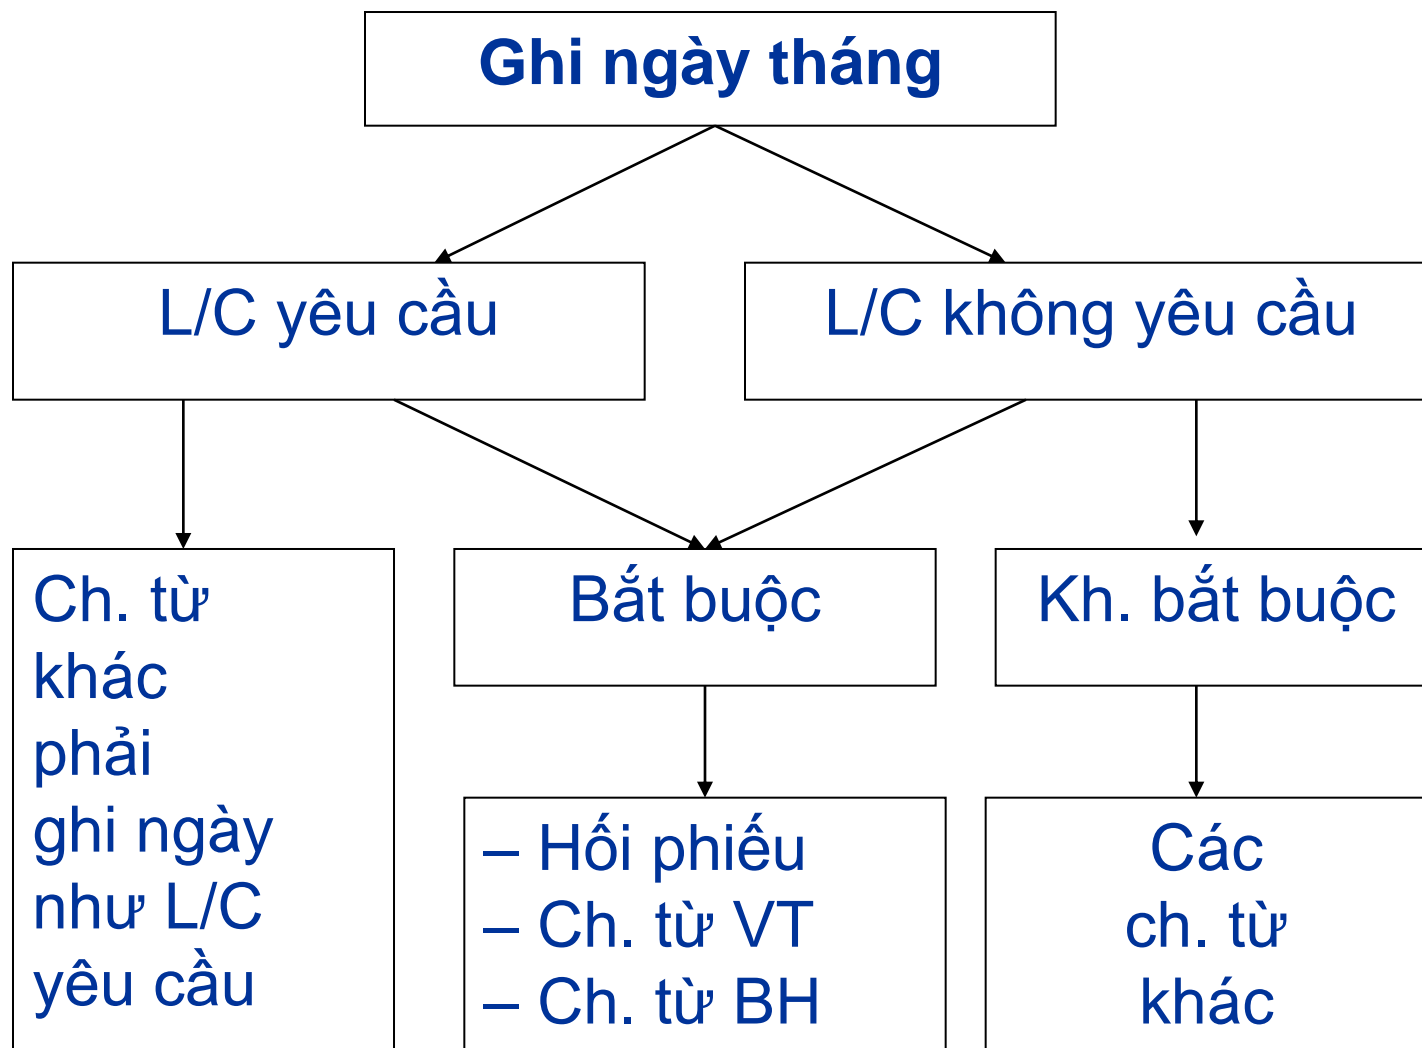 Ghi ngày tháng
L/C yêu cầu
L/C không yêu cầu
Ch. từ
khác
phải
ghi ngày
như L/C
yêu cầu
Bắt buộc
Kh. bắt buộc
– Hối phiếu
– Ch. từ VT
– Ch. từ BH
Các
ch. từ
khác